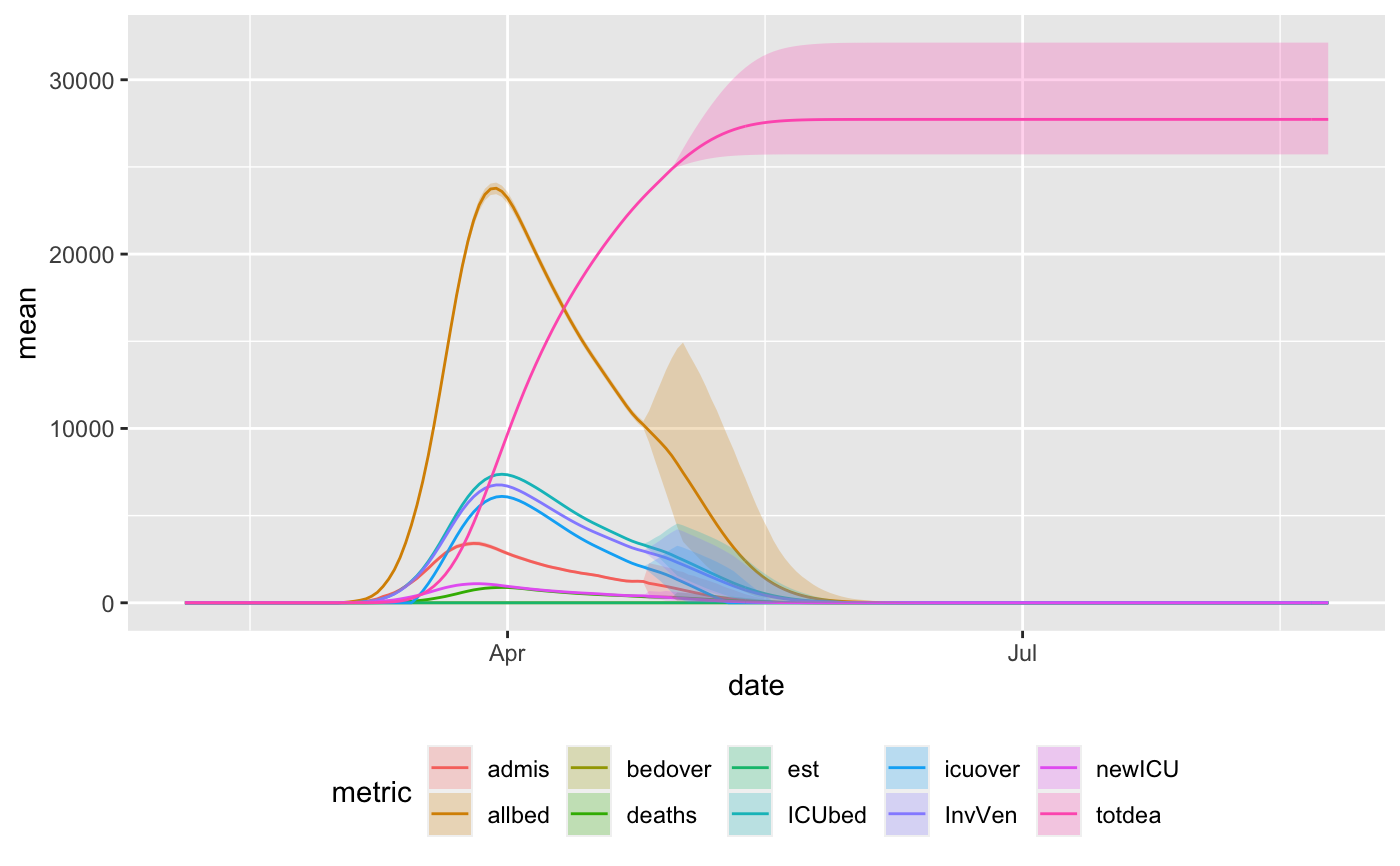 30000
20000
10000
0
mean
Apr
Jul
date
metric
admis
bedover
est
icuover
newICU
allbed
deaths
ICUbed
InvVen
totdea